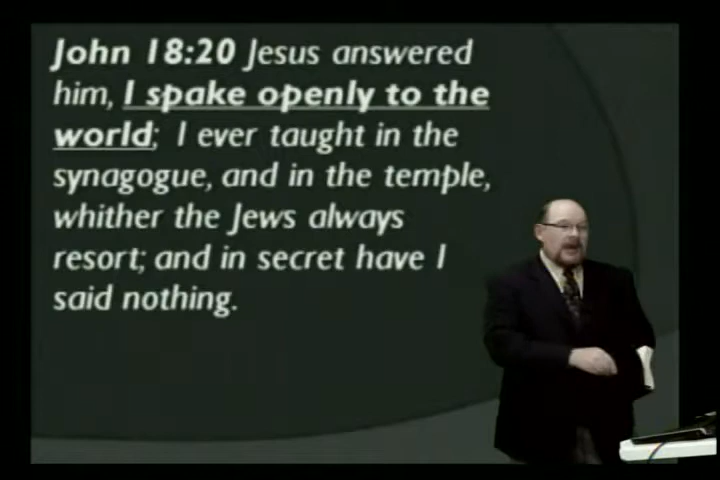 John 18:20 Jesus answered
him, I spake openly to the
world; I ever taught in the
synagogue, and in the temple,
whither the Jews always
resort; and in secret have I
said nothing.